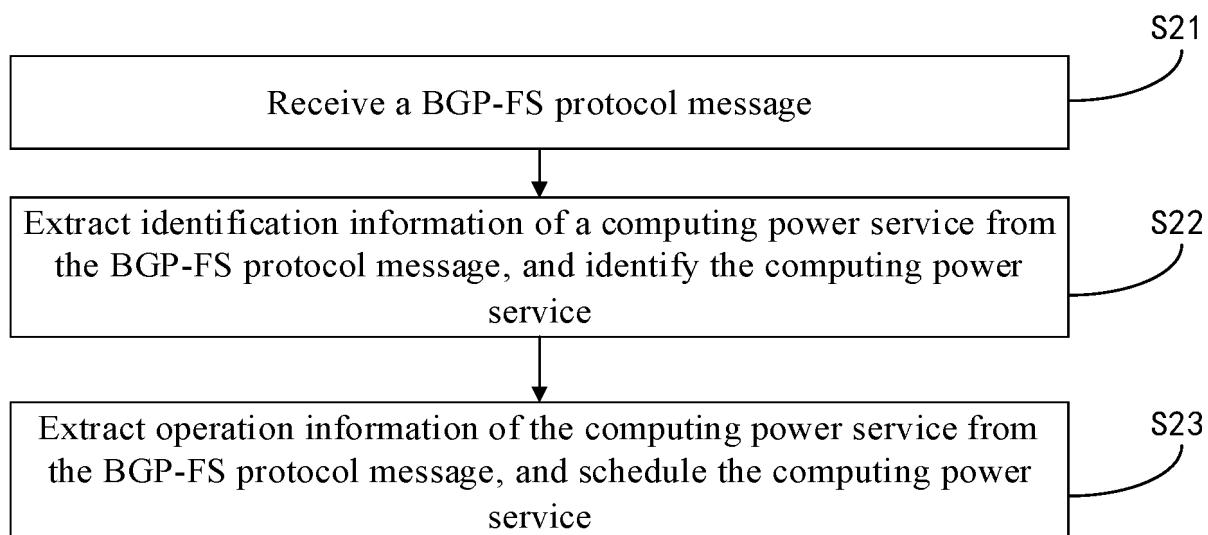 S21
Receive a BGP-FS protocol message
Extract identification information of a computing power service from
the BGP-FS protocol message, and identify the computing power
service
S22
Extract operation information of the computing power service from
the BGP-FS protocol message, and schedule the computing power
service
S23